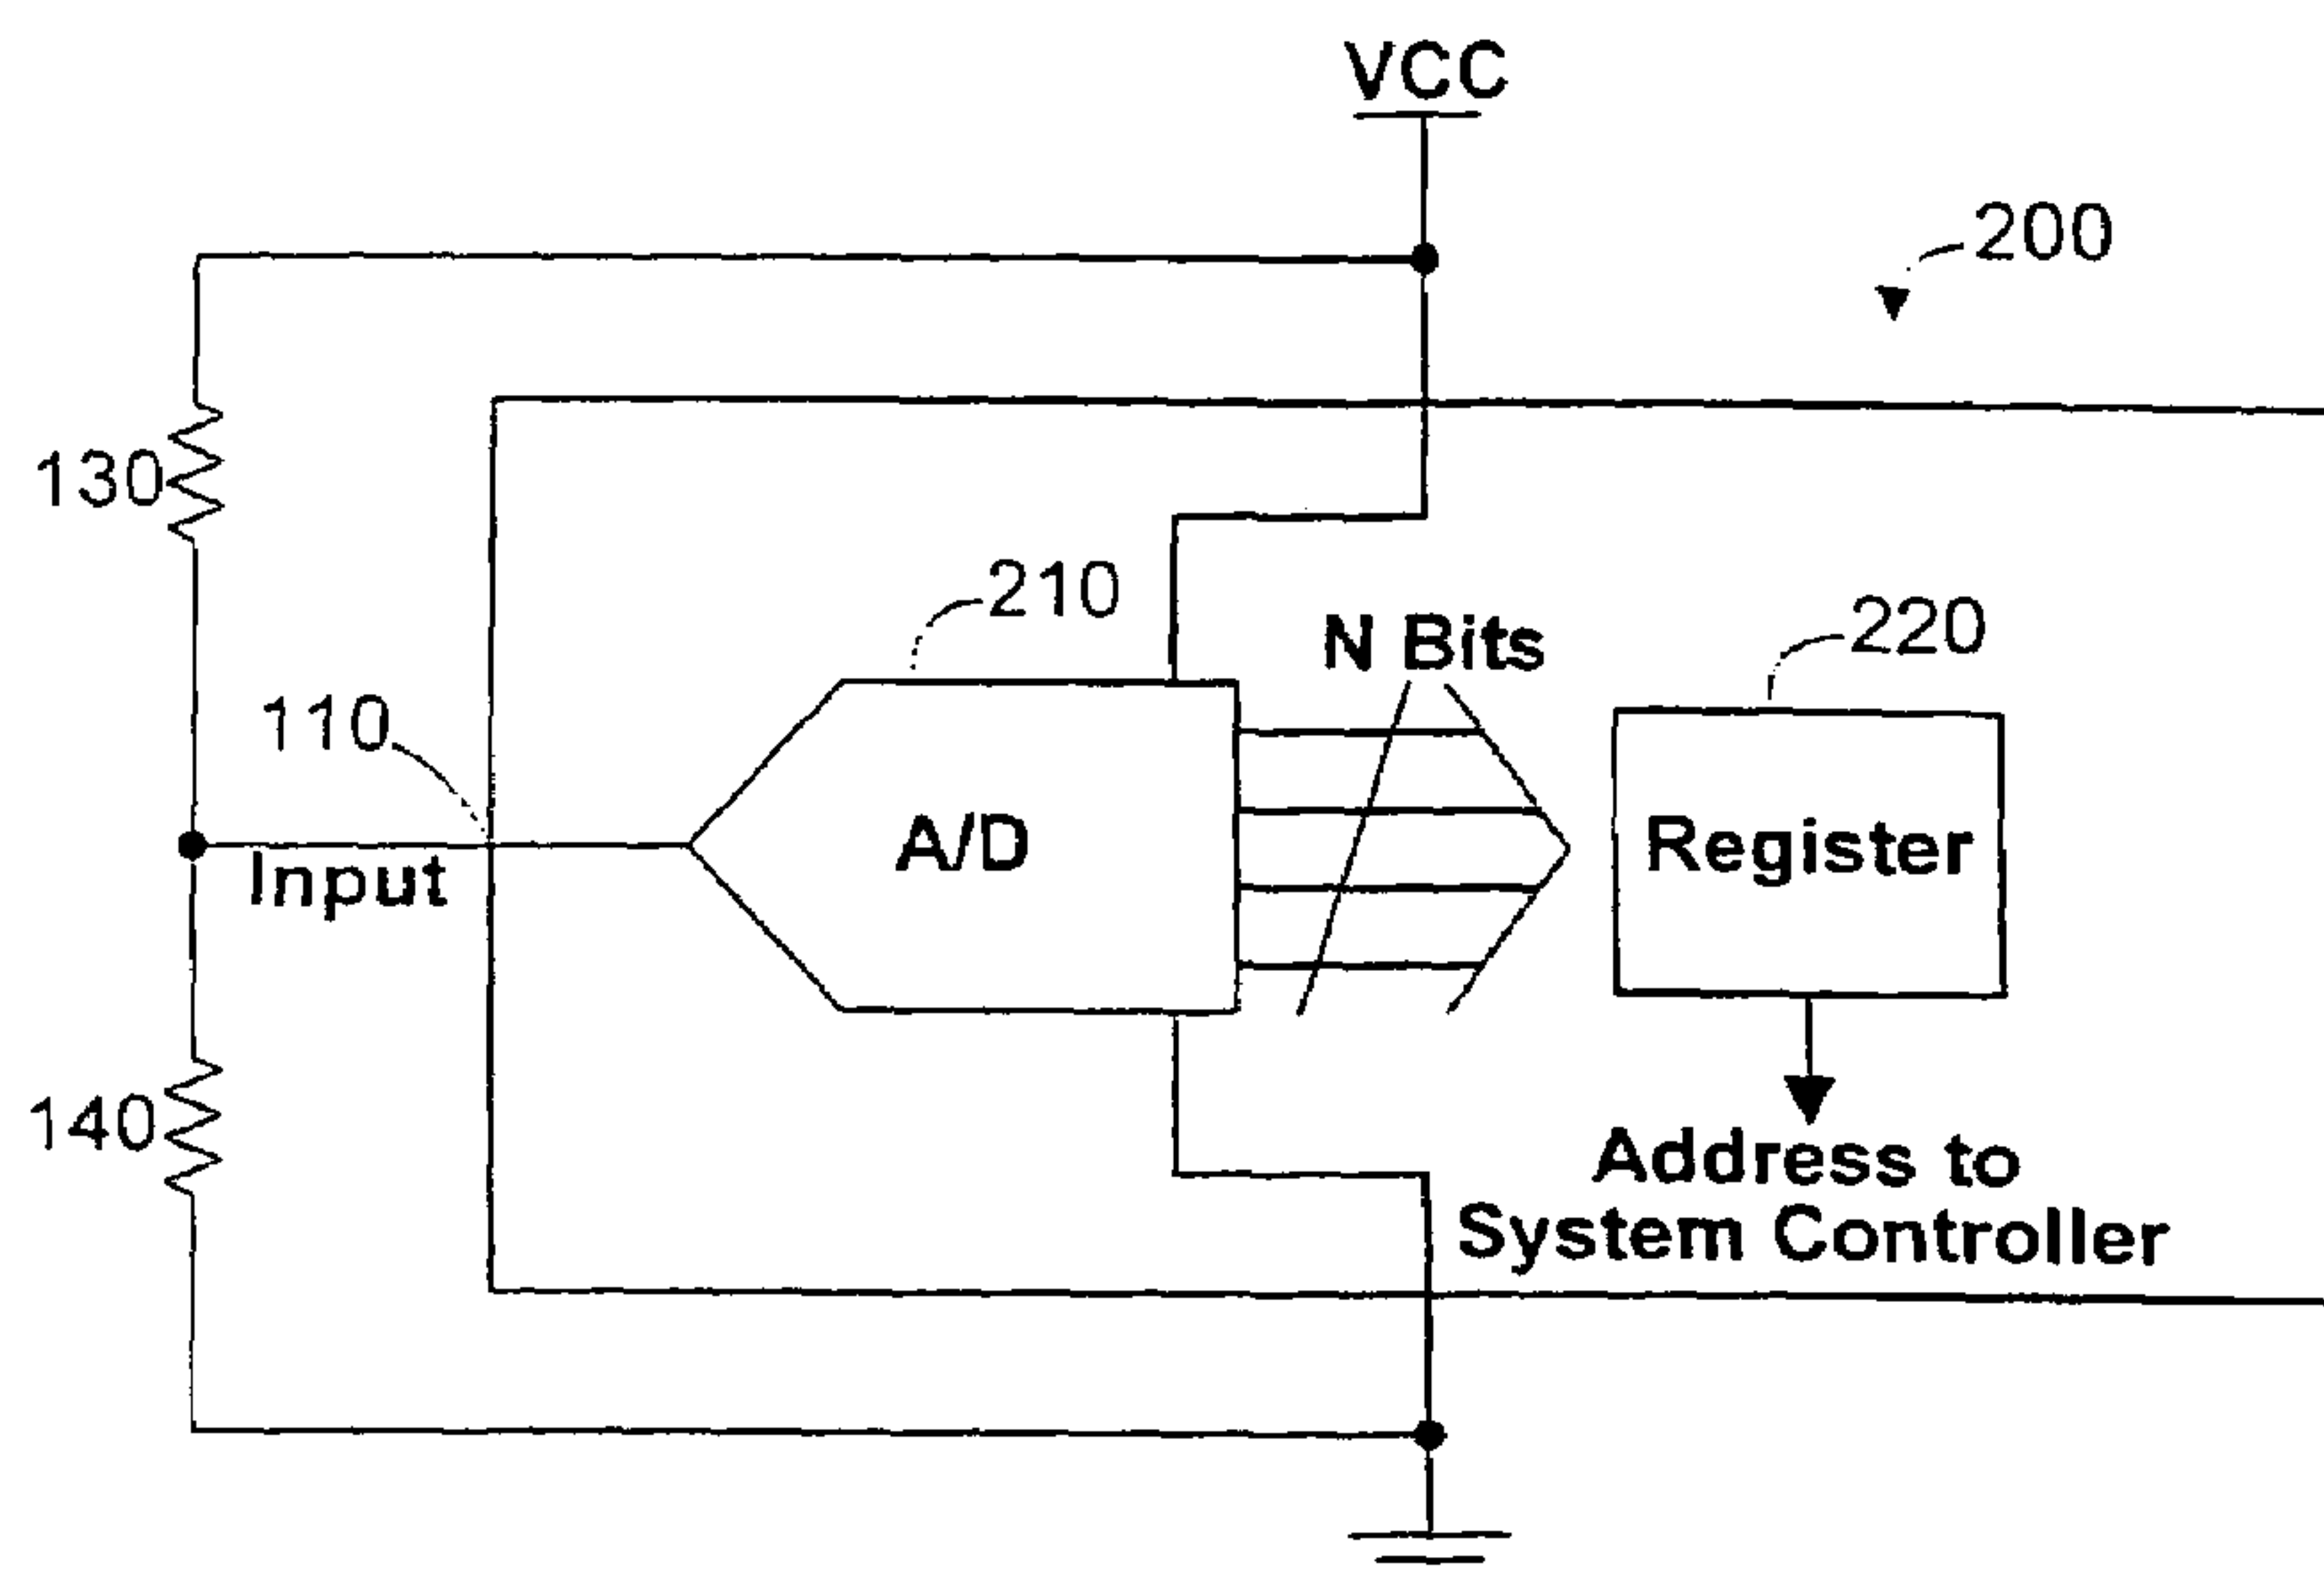 VCC
200
130
210
N Bits
220
110
A/D
Register
Input
140
Address to
System Controller